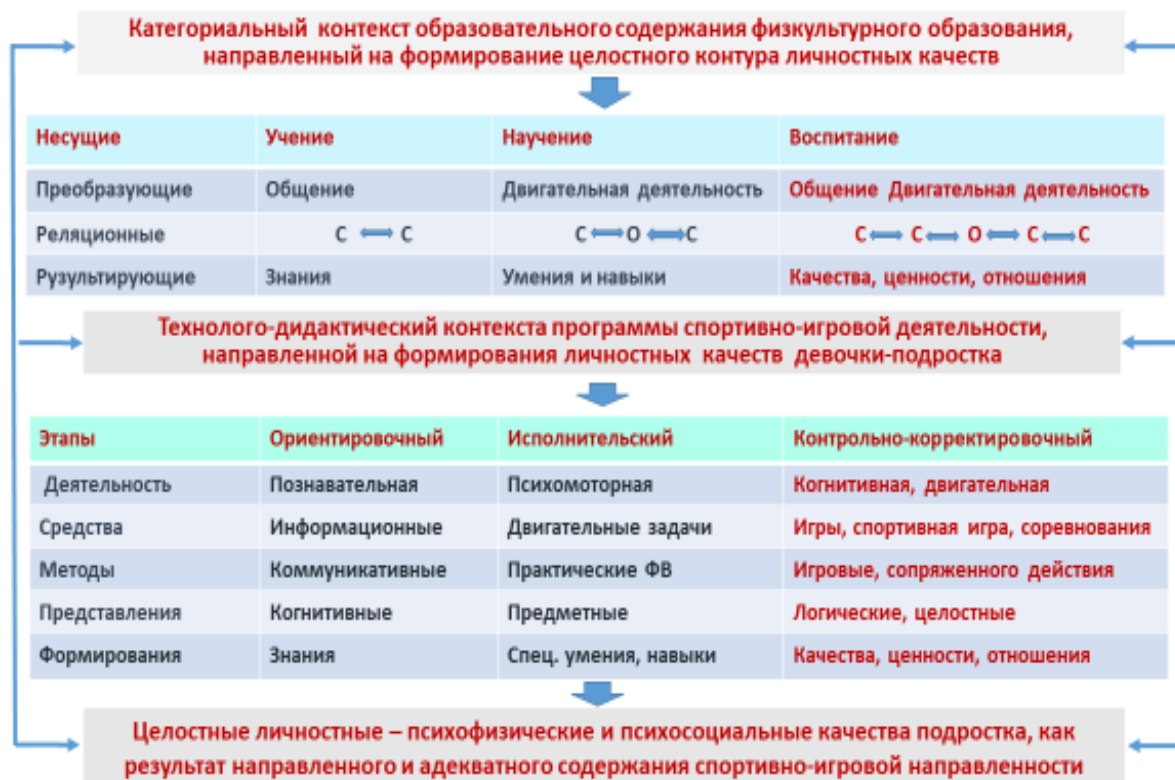 Категориальный контекст образовательного содержания физкультурного образования,
направленный на формирование целостного контура личностных качеств
Несущие Учение Научение Воспитание
Преобразующие Общение Двигательная деятельность Общение Двигательная деятельность
Реляционные С С С О С С С О С С
Рузультирующие Знания Умения и навыки Качества, ценности, отношения
Технолого-дидактический контекста программы спортивно-игровой деятельности,
направленной на формирования личностных качеств девочки-подростка
Этапы Ориентировочный Исполнительский Контрольно-корректировочный
Деятельность Познавательная Психомоторная Когнитивная, двигательная
Средства Информационные Двигательные задачи Игры, спортивная игра, соревнования
Методы Коммуникативные Практические ФВ Игровые, сопряженного действия
Представления Когнитивные Предметные Логические, целостные
Формирования Знания Спец. умения, навыки Качества, ценности, отношения
Целостные личностные – психофизические и психосоциальные качества подростка, как
результат направленного и адекватного содержания спортивно-игровой направленности